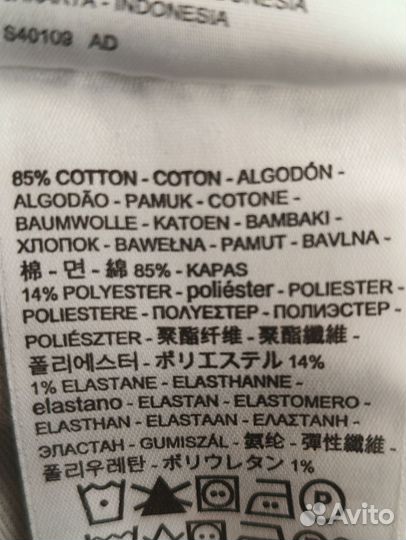 INDONESIA
S40109 AD
85% COTTON - COTON - ALGODÓN -
ALGODÃO - PAMUK - COTONE -
BAUMWOLLE - KATOEN - BAMBAKI -
ХЛОПОК - BAWEŁNA - PAMUT - BAVLNA -
棉 - 면 - 綿 85% - KAPAS
14% POLYESTER - poliéster - POLIESTER -
POLIESTERE - ΠΟΛΥΕΣΤΕΡ - ПОЛИЭСТЕР -
POLIÉSZTER - 聚酯纤维 - 聚酯纖維 -
폴리에스터 - ポリエステル 14%
1% ELASTANE - ELASTHANNE -
elastano - ELASTAN - ELASTOMERO -
ELASTHAN - ELASTAAN - ΕΛΑΣΤΑΝΗ -
ЭЛАСТАН - GUMISZÁL - 氨纶 - 彈性纖維 -
폴리우레탄 - ポリウレタン 1%
P
Avito